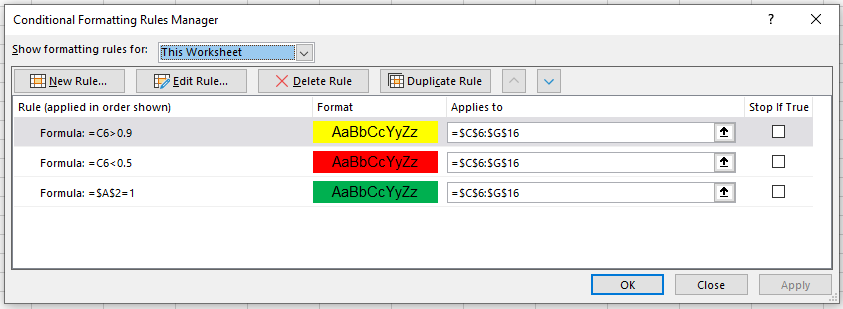 Conditional Formatting Rules Manager ? ×
Show formatting rules for: This Worksheet
New Rule... Edit Rule... Delete Rule Duplicate Rule
Rule (applied in order shown) Format Applies to Stop If True
Formula: =C6>0.9 AaBbCcYyZz =$C$6:$G$16
Formula: =C6<0.5 AaBbCcYyZz =$C$6:$G$16
Formula: =$A$2=1 AaBbCcYyZz =$C$6:$G$16
OK Close Apply